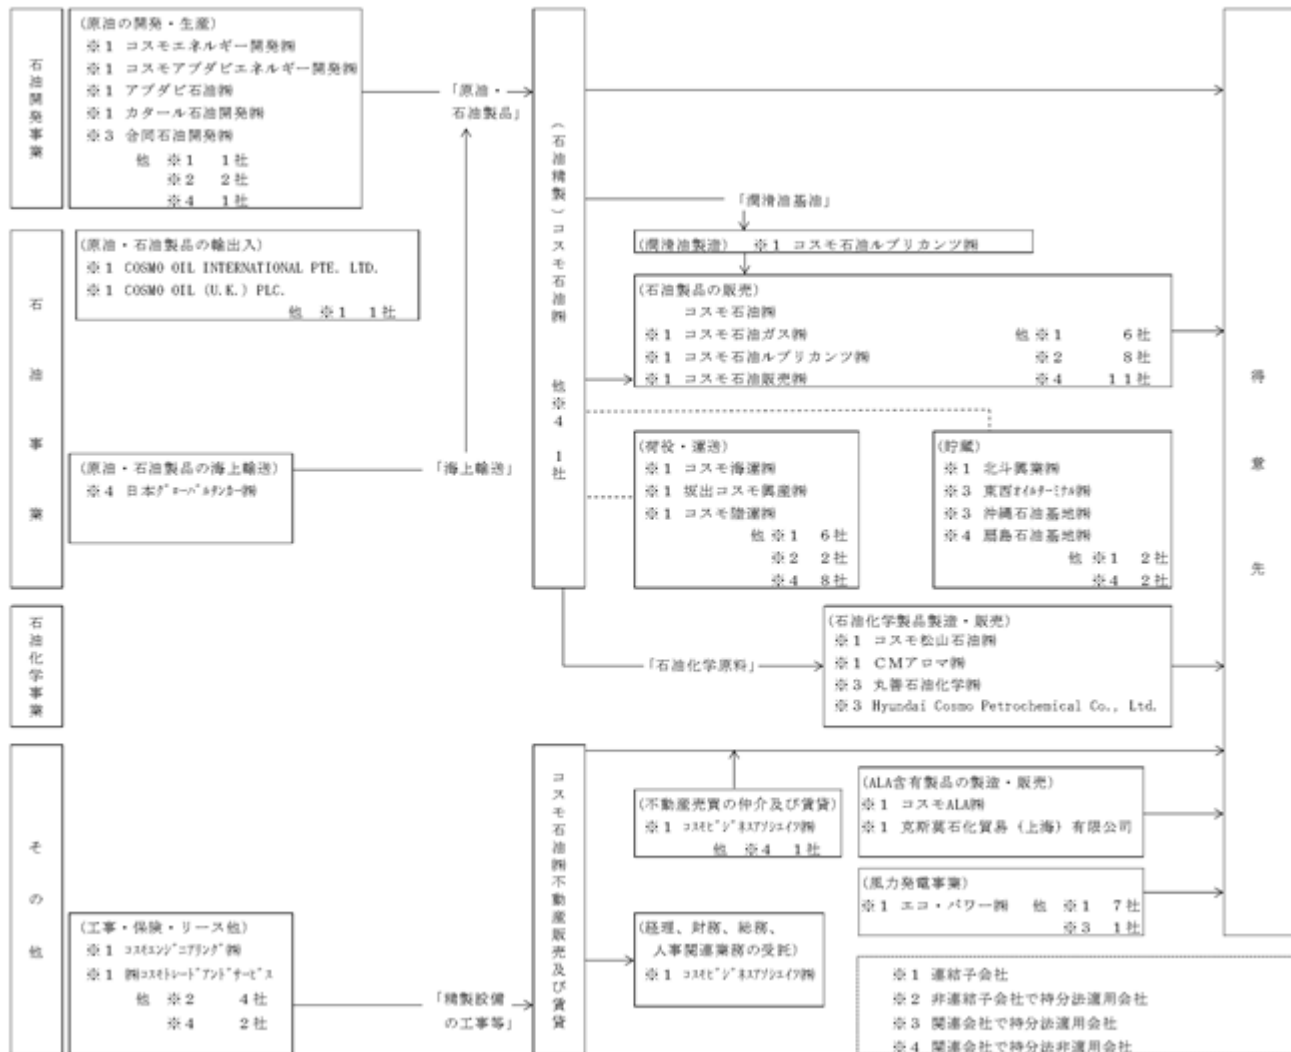 石油開発事業
(原油の開発・生産)
※1 コスモエネルギー開発㈱
※1 コスモアブダビエネルギー開発㈱
※1 アブダビ石油㈱
※1 カタール石油開発㈱
※3 合同石油開発㈱
他 ※1 1社
※2 2社
※4 1社
「原油・
石油製品」
(石油精製)コスモ石油㈱ 他※4 1社
得意先
「潤滑油基油」
(潤滑油製造) ※1 コスモ石油ルブリカンツ㈱
石油事業
(原油・石油製品の輸出入)
※1 COSMO OIL INTERNATIONAL PTE. LTD.
※1 COSMO OIL (U.K.) PLC.
他 ※1 1社
(石油製品の販売)
コスモ石油㈱
※1 コスモ石油ガス㈱ 他 ※1 6社
※1 コスモ石油ルブリカンツ㈱ ※2 8社
※1 コスモ石油販売㈱ ※4 11社
(原油・石油製品の海上輸送)
※4 日本グローバルタンカー㈱
「海上輸送」
(荷役・運送)
※1 コスモ海運㈱
※1 坂出コスモ興産㈱
※1 コスモ陸運㈱
他 ※1 6社
※2 2社
※4 8社
(貯蔵)
※1 北斗興業㈱
※3 東西オイルターミナル㈱
※3 沖縄石油基地㈱
※4 扇島石油基地㈱
他 ※1 2社
※4 2社
石油化学事業
「石油化学原料」
(石油化学製品製造・販売)
※1 コスモ松山石油㈱
※1 CMアロマ㈱
※3 丸善石油化学㈱
※3 Hyundai Cosmo Petrochemical Co., Ltd.
その他
コスモ石油㈱不動産販売及び賃貸
(不動産売買の仲介及び賃貸)
※1 コスモビジネスアソシエイツ㈱
他 ※4 1社
(ALA含有製品の製造・販売)
※1 コスモALA㈱
※1 克斯莫石化貿易(上海)有限公司
(風力発電事業)
※1 エコ・パワー㈱ 他 ※1 7社
※3 1社
(工事・保険・リース他)
※1 コスモエンジニアリング㈱
※1 ㈱コスモトレードアンドサービス
他 ※2 4社
※4 2社
「精製設備
の工事等」
(経理、財務、総務、
人事関連業務の受託)
※1 コスモビジネスアソシエイツ㈱
※1 連結子会社
※2 非連結子会社で持分法適用会社
※3 関連会社で持分法適用会社
※4 関連会社で持分法非適用会社